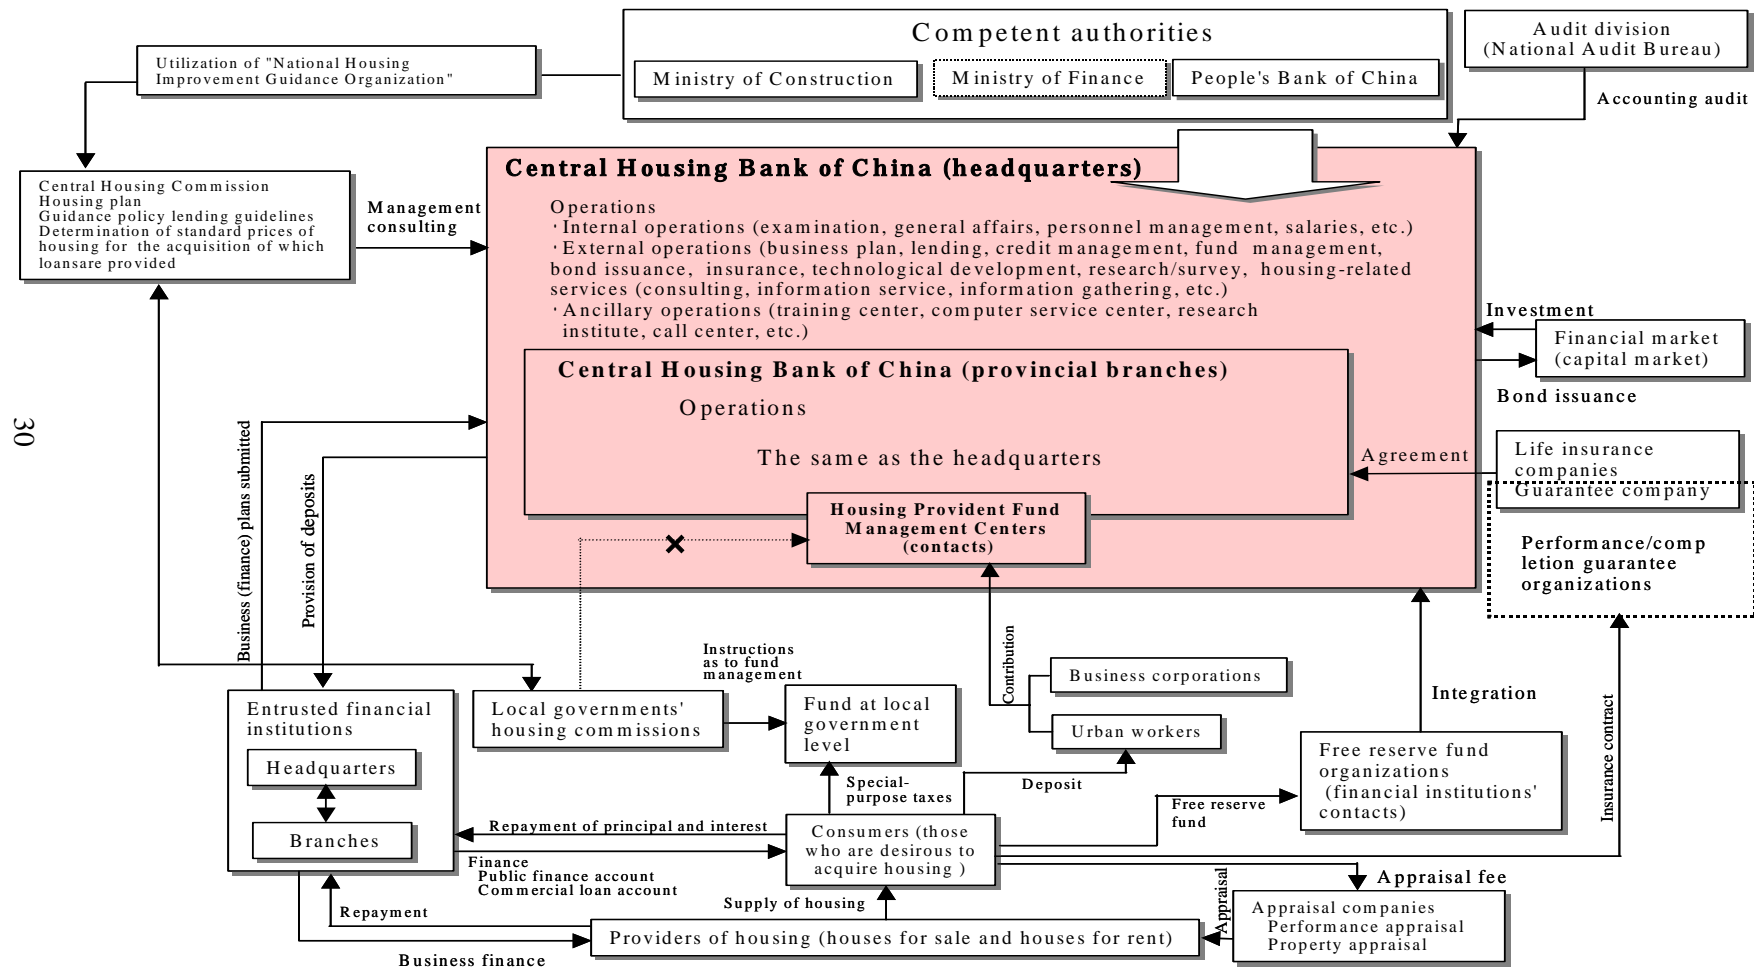 Competent authorities
Ministry of Construction
Ministry of Finance
People's Bank of China
Audit division
(National Audit Bureau)
Accounting audit
Utilization of "National Housing
Improvement Guidance Organization"
Central Housing Commission
Housing plan
Guidance policy lending guidelines
Determination of standard prices of
housing for the acquisition of which
loansare provided
Management
consulting
Central Housing Bank of China (headquarters)
Operations
・Internal operations (examination, general affairs, personnel management, salaries, etc.)
・External operations (business plan, lending, credit management, fund management,
bond issuance, insurance, technological development, research/survey, housing-related
services (consulting, information service, information gathering, etc.)
・Ancillary operations (training center, computer service center, research
institute, call center, etc.)
Investment
Financial market
(capital market)
Bond issuance
Central Housing Bank of China (provincial branches)
Operations
The same as the headquarters
Agreement
Life insurance
companies
Guarantee company
Performance/comp
letion guarantee
organizations
Housing Provident Fund
Management Centers
(contacts)
30
Business (finance) plans submitted
Provision of deposits
Instructions
as to fund
management
Contribution
Business corporations
Urban workers
Integration
Insurance contract
Entrusted financial
institutions
Headquarters
Branches
Local governments'
housing commissions
Fund at local
government
level
Special-
purpose taxes
Deposit
Free reserve
fund
Free reserve fund
organizations
(financial institutions'
contacts)
Repayment of principal and interest
Finance
Public finance account
Commercial loan account
Consumers (those
who are desirous to
acquire housing )
Appraisal fee
Supply of housing
Repayment
Appraisal
Appraisal companies
Performance appraisal
Property appraisal
Providers of housing (houses for sale and houses for rent)
Business finance